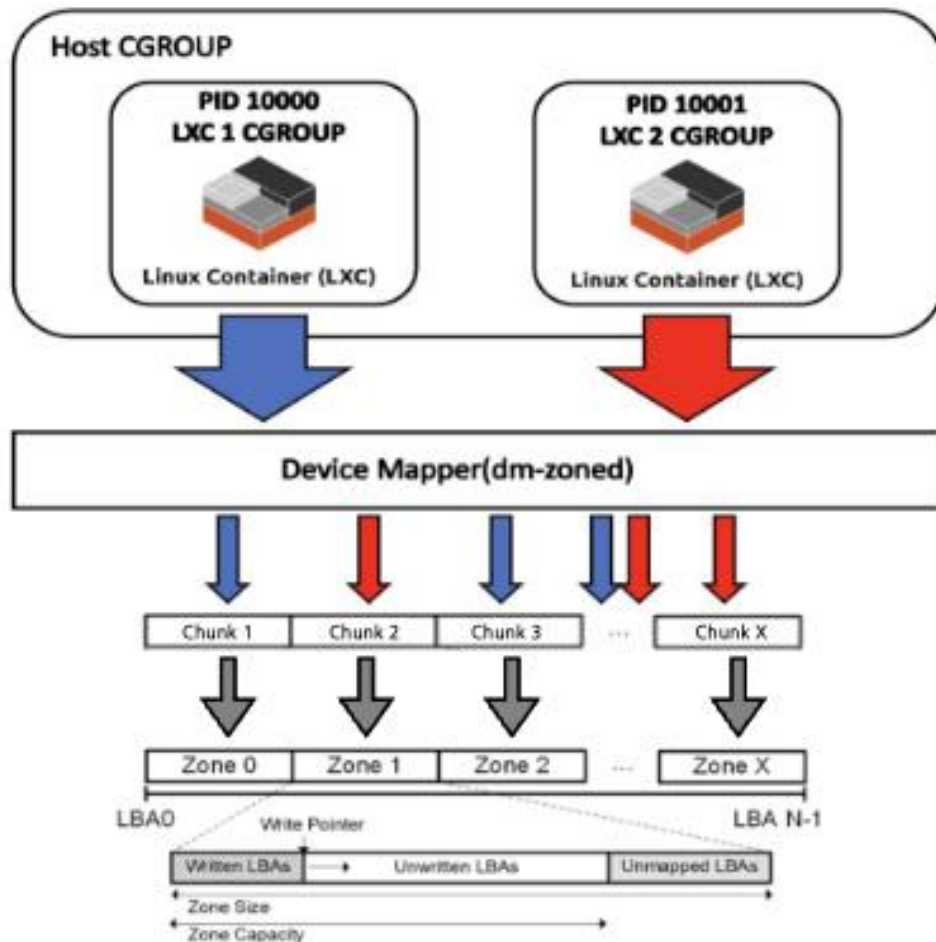 Host CGROUP
PID 10000
LXC 1 CGROUP
Linux Container (LXC)
PID 10001
LXC 2 CGROUP
Linux Container (LXC)
Device Mapper(dm-zoned)
Chunk 1 Chunk 2 Chunk 3 ... Chunk X
Zone 0 Zone 1 Zone 2 ... Zone X
LBA0 LBA N-1
Write Pointer
Written LBAs Unwritten LBAs Unmapped LBAs
Zone Size
Zone Capacity